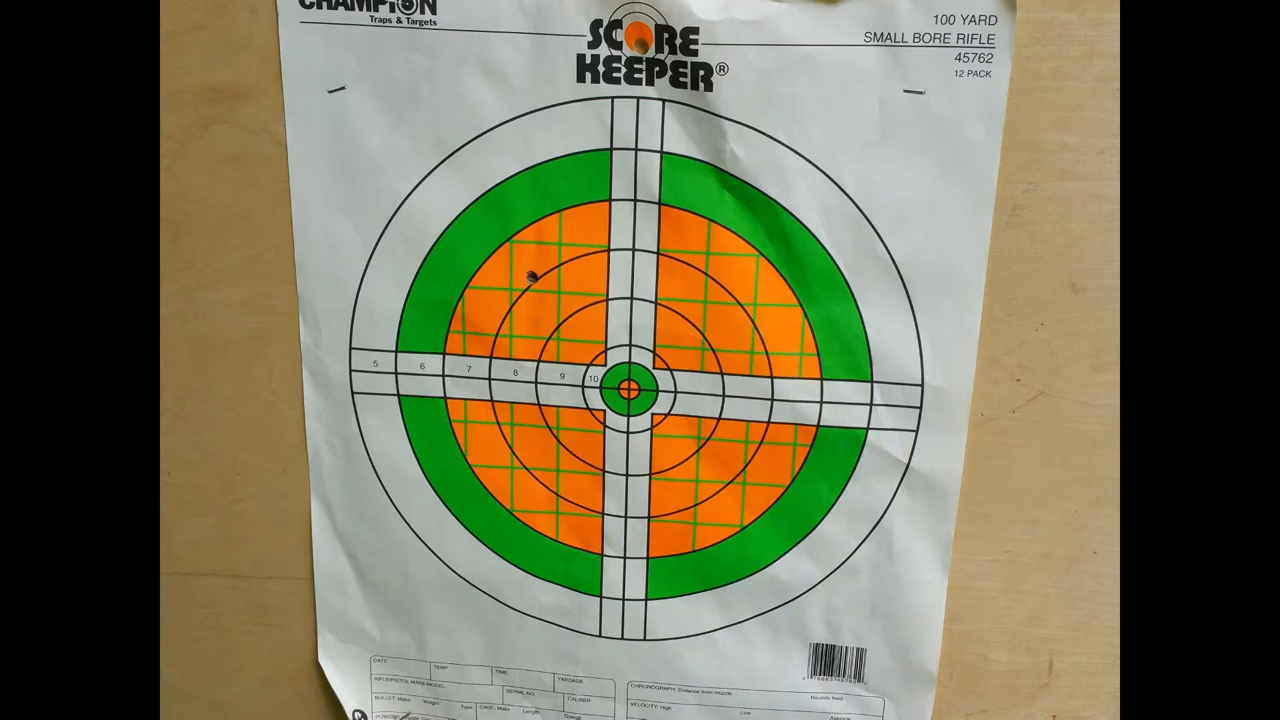 CHAMPION
Traps & Targets
SCORE
KEEPER®
100 YARD
SMALL BORE RIFLE
45762
12 PACK
5 6 7 8 9 10
DATE TEMP TIME YARDAGE
RIFLE/PISTOL MAKE/MODEL SERIAL NO. CALIBER
BULLET: Make Weight Type CASE: Make Length Overall
CHRONOGRAPH: Distance from muzzle Rounds fired
VELOCITY: High Low Average